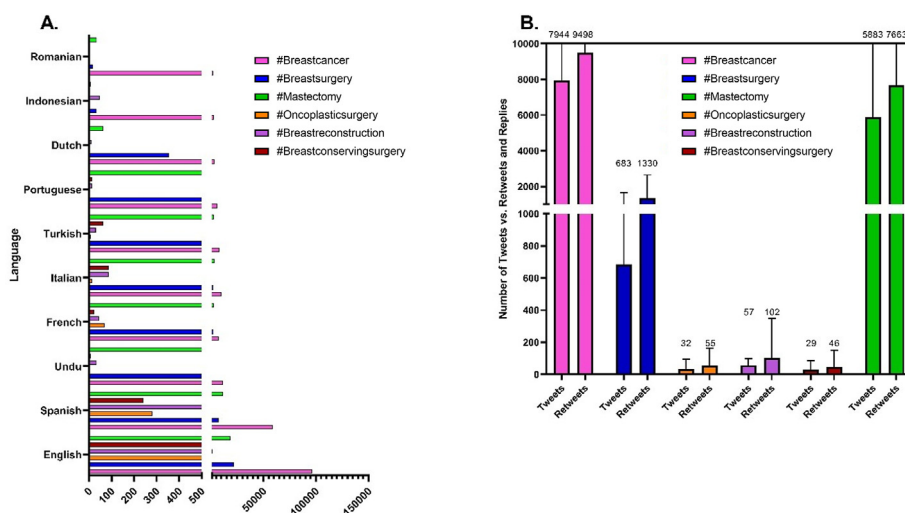 A.
Language
Romanian
Indonesian
Dutch
Portuguese
Turkish
Italian
French
Undu
Spanish
English
0
100
200
300
400
500
50000
100000
150000
#Breastcancer
#Breastsurgery
#Mastectomy
#Oncoplasticsurgery
#Breastreconstruction
#Breastconservingsurgery
B.
Number of Tweets vs. Retweets and Replies
7944 9498
5883 7663
10000
8000
6000
4000
2000
1000
800
600
400
200
0
#Breastcancer
#Breastsurgery
#Mastectomy
#Oncoplasticsurgery
#Breastreconstruction
#Breastconservingsurgery
683 1330
32 55
57 102
29 46
Tweets
Retweets
Tweets
Retweets
Tweets
Retweets
Tweets
Retweets
Tweets
Retweets
Tweets
Retweets